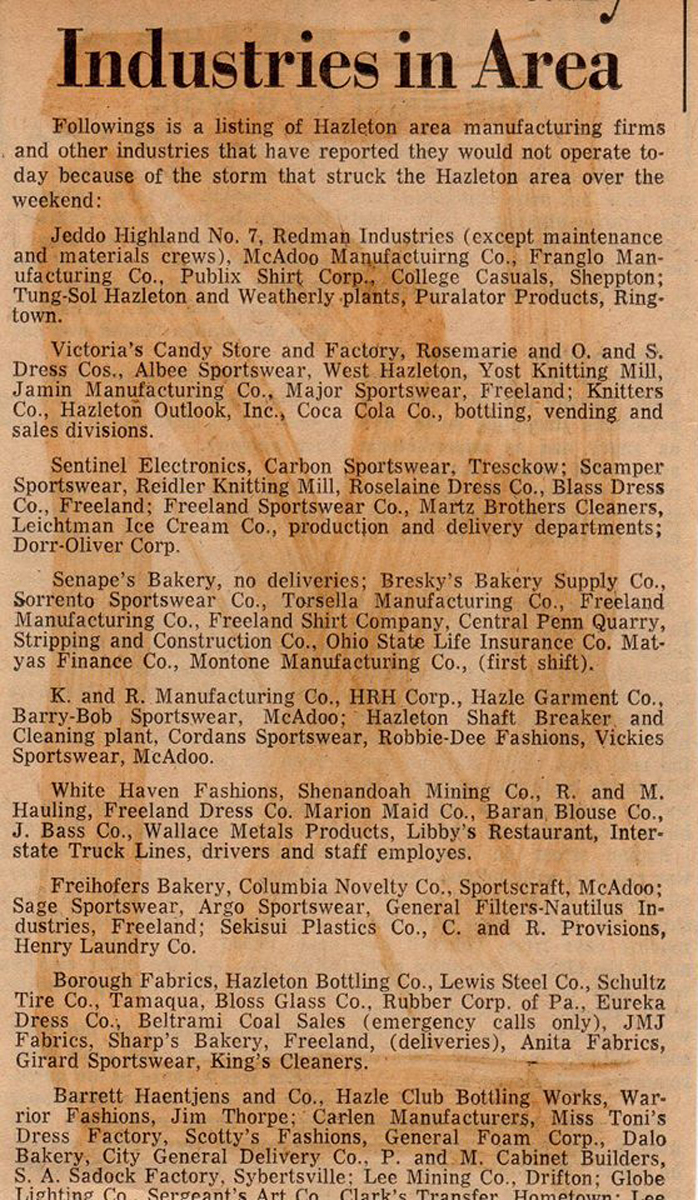 Industries in Area
Followings is a listing of Hazleton area manufacturing firms
and other industries that have reported they would not operate to-
day because of the storm that struck the Hazleton area over the
weekend:
Jeddo Highland No. 7, Redman Industries (except maintenance
and materials crews), McAdoo Manufactuirng Co., Franglo Man-
ufacturing Co., Publix Shirt Corp., College Casuals, Sheppton;
Tung-Sol Hazleton and Weatherly plants, Puralator Products, Ring-
town.
Victoria's Candy Store and Factory, Rosemarie and O. and S.
Dress Cos., Albee Sportswear, West Hazleton, Yost Knitting Mill,
Jamin Manufacturing Co., Major Sportswear, Freeland; Knitters
Co., Hazleton Outlook, Inc., Coca Cola Co., bottling, vending and
sales divisions.
Sentinel Electronics, Carbon Sportswear, Tresckow; Scamper
Sportswear, Reidler Knitting Mill, Roselaine Dress Co., Blass Dress
Co., Freeland; Freeland Sportswear Co., Martz Brothers Cleaners,
Leichtman Ice Cream Co., production and delivery departments;
Dorr-Oliver Corp.
Senape's Bakery, no deliveries; Bresky's Bakery Supply Co.,
Sorrento Sportswear Co., Torsella Manufacturing Co., Freeland
Manufacturing Co., Freeland Shirt Company, Central Penn Quarry,
Stripping and Construction Co., Ohio State Life Insurance Co. Mat-
yas Finance Co., Montone Manufacturing Co., (first shift).
K. and R. Manufacturing Co., HRH Corp., Hazle Garment Co.,
Barry-Bob Sportswear, McAdoo; Hazleton Shaft Breaker and
Cleaning plant, Cordans Sportswear, Robbie-Dee Fashions, Vickies
Sportswear, McAdoo.
White Haven Fashions, Shenandoah Mining Co., R. and M.
Hauling, Freeland Dress Co. Marion Maid Co., Baran Blouse Co.,
J. Bass Co., Wallace Metals Products, Libby's Restaurant, Inter-
state Truck Lines, drivers and staff employes.
Freihofers Bakery, Columbia Novelty Co., Sportscraft, McAdoo;
Sage Sportswear, Argo Sportswear, General Filters-Nautilus In-
dustries, Freeland; Sekisui Plastics Co., C. and R. Provisions,
Henry Laundry Co.
Borough Fabrics, Hazleton Bottling Co., Lewis Steel Co., Schultz
Tire Co., Tamaqua, Bloss Glass Co., Rubber Corp. of Pa., Eureka
Dress Co., Beltrami Coal Sales (emergency calls only), JMJ
Fabrics, Sharp's Bakery, Freeland, (deliveries), Anita Fabrics,
Girard Sportswear, King's Cleaners.
Barrett Haentjens and Co., Hazle Club Bottling Works, War-
rior Fashions, Jim Thorpe; Carlen Manufacturers, Miss Toni's
Dress Factory, Scotty's Fashions, General Foam Corp., Dalo
Bakery, City General Delivery Co., P. and M. Cabinet Builders,
S. A. Sadock Factory, Sybertsville; Lee Mining Co., Drifton; Globe
Lighting Co., Sergeant's Art Co., Clark's Transfer, Hometown; Lee